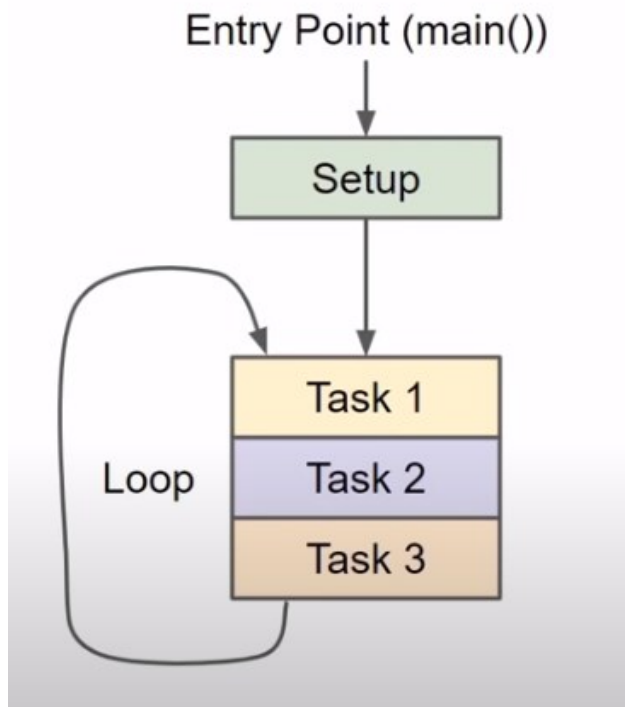 Entry Point (main())
Setup
Task 1
Loop
Task 2
Task 3